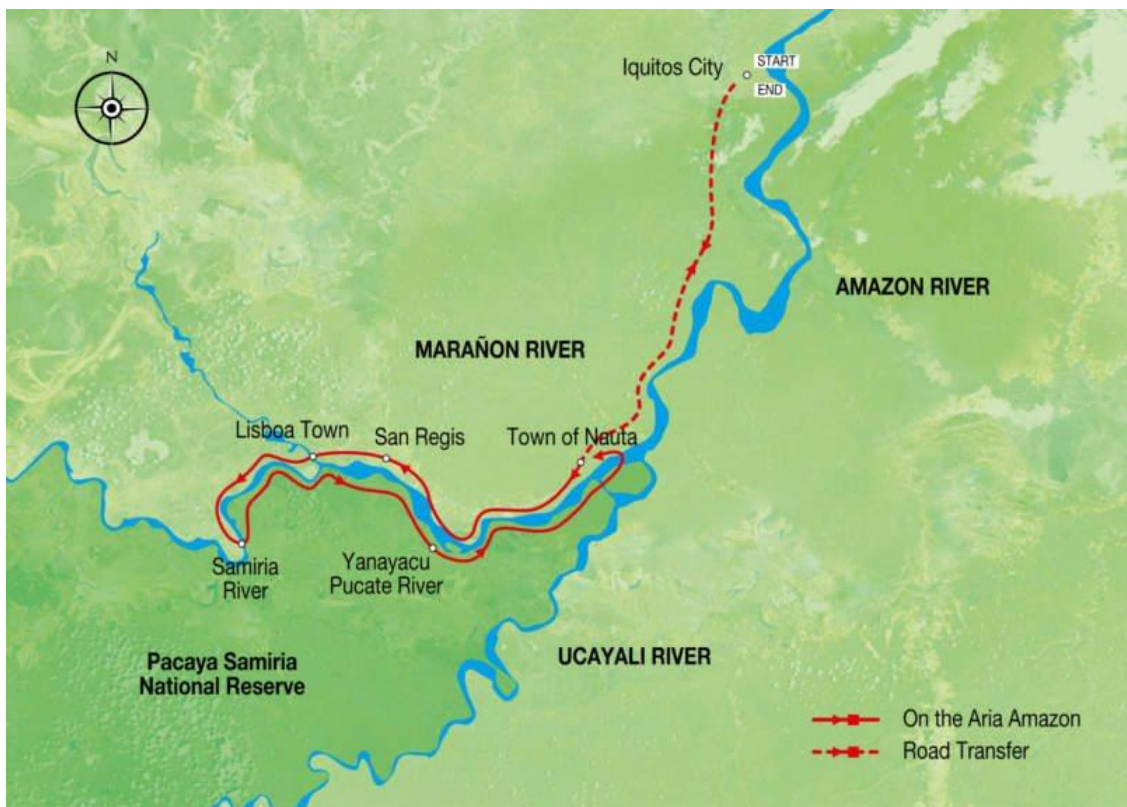 N
Iquitos City
START
END
AMAZON RIVER
MARAÑON RIVER
Lisboa Town
San Regis
Town of Nauta
Samiria
River
Yanayacu
Pucate River
UCAYALI RIVER
Pacaya Samiria
National Reserve
On the Aria Amazon
Road Transfer